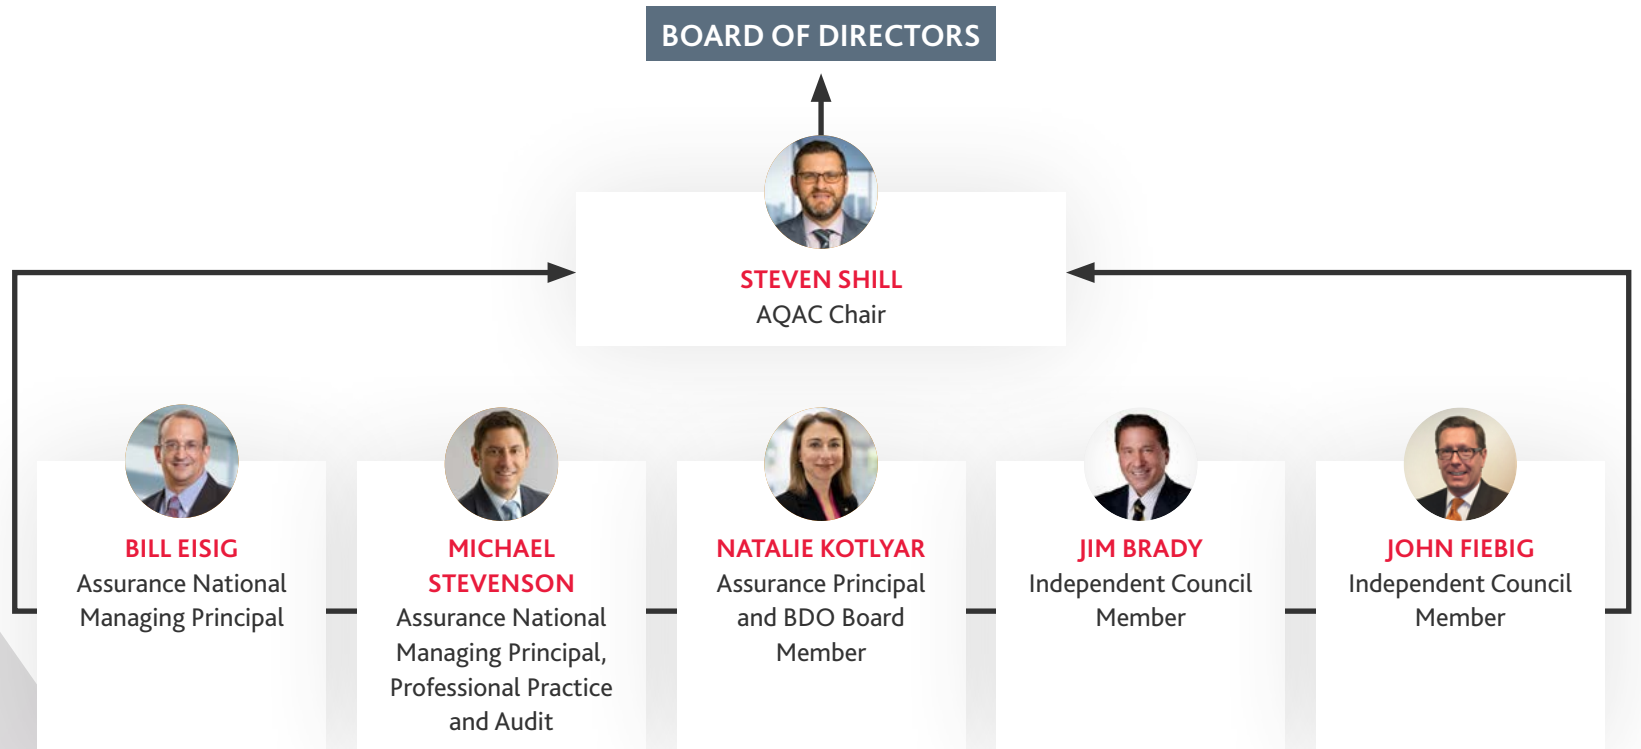 BOARD OF DIRECTORS
STEVEN SHILL
AQAC Chair
BILL EISIG
Assurance National
Managing Principal
MICHAEL
STEVENSON
Assurance National
Managing Principal,
Professional Practice
and Audit
NATALIE KOTLYAR
Assurance Principal
and BDO Board
Member
JIM BRADY
Independent Council
Member
JOHN FIEBIG
Independent Council
Member